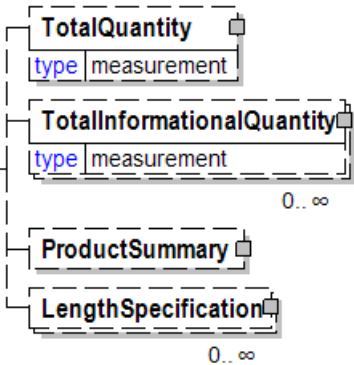 TotalQuantity
type measurement
TotalInformationalQuantity
type measurement
0.. ∞
ProductSummary
LengthSpecification
0.. ∞